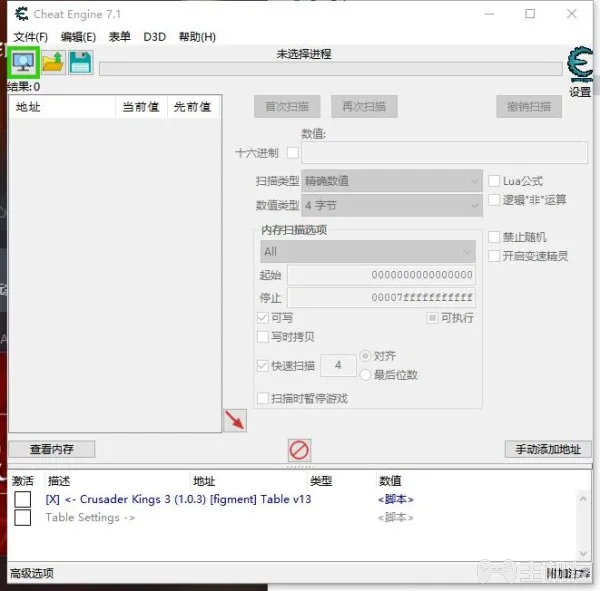 Cheat Engine 7.1
文件(F) 编辑(E) 表单 D3D 帮助(H)
未选择进程
结果:0
设置
地址 当前值 先前值
首次扫描 再次扫描 撤销扫描
数值:
十六进制
扫描类型 精确数值 Lua公式
数值类型 4 字节 逻辑"非"运算
内存扫描选项
All
禁止随机
开启变速精灵
起始 0000000000000000
停止 00007fffffffffff
可写 可执行
写时拷贝
快速扫描 4 对齐
最后位数
扫描时暂停游戏
查看内存 手动添加地址
激活 描述 地址 类型 数值
[X] <- Crusader Kings 3 (1.0.3) [figment] Table v13 <脚本>
Table Settings -> <脚本>
高级选项 附加注释